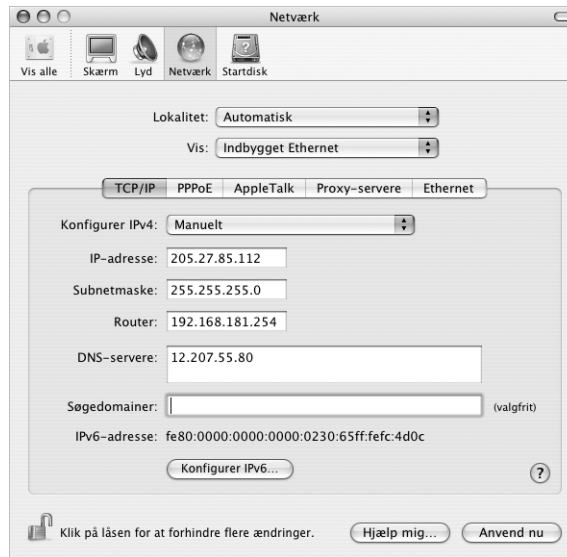 Netværk
Vis alle Skærm Lyd Netværk Startdisk
Lokalitet: Automatisk
Vis: Indbygget Ethernet
TCP/IP PPPoE AppleTalk Proxy-servere Ethernet
Konfigurer IPv4: Manuelt
IP-adresse: 205.27.85.112
Subnetmaske: 255.255.255.0
Router: 192.168.181.254
DNS-servere: 12.207.55.80
Søgedomainer: (valgfrit)
IPv6-adresse: fe80:0000:0000:0000:0230:65ff:fefc:4d0c
Konfigurer IPv6... ?
Klik på låsen for at forhindre flere ændringer. Hjælp mig... Anvend nu